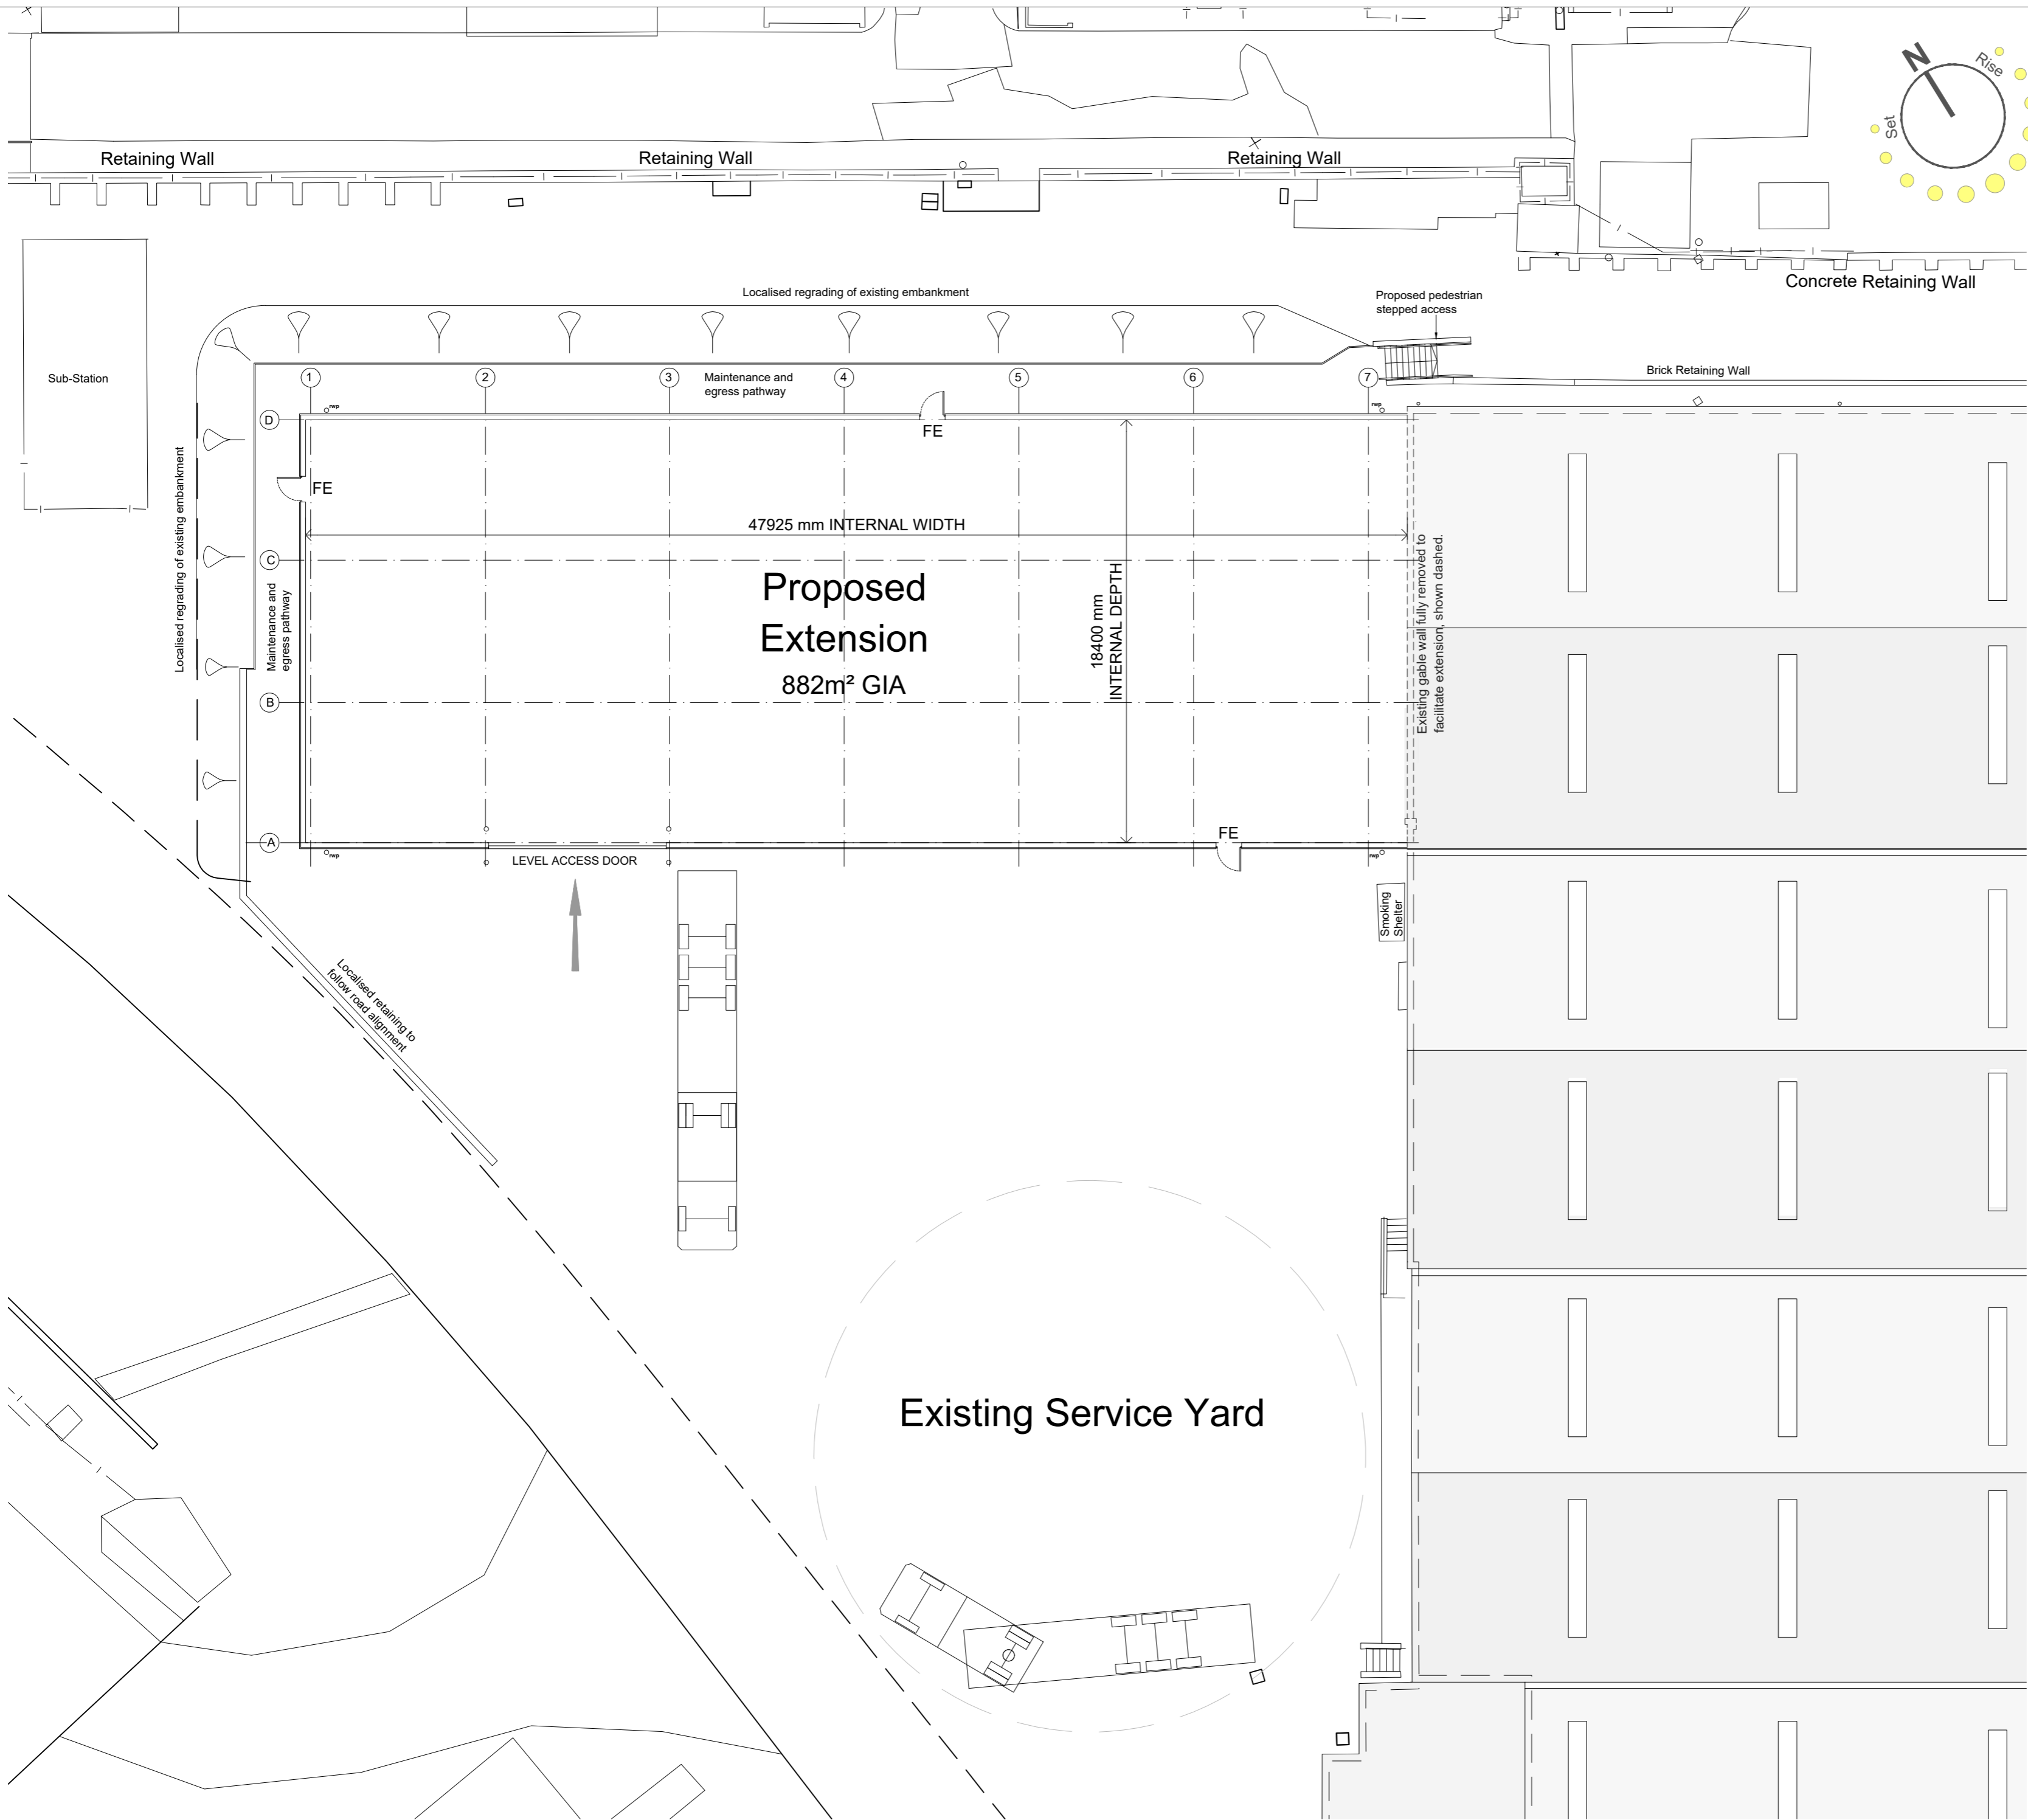 N
Rise
Set
Retaining Wall
Retaining Wall
Retaining Wall
Concrete Retaining Wall
Localised regrading of existing embankment
Proposed pedestrian
stepped access
Sub-Station
Brick Retaining Wall
1
2
3
4
5
6
7
Maintenance and
egress pathway
rwp
rwp
D
FE
FE
Localised regrading of existing embankment
47925 mm INTERNAL WIDTH
C
Existing gable wall fully removed to
facilitate extension, shown dashed.
Proposed
Extension
882m² GIA
18400 mm
INTERNAL DEPTH
Maintenance and
egress pathway
B
A
FE
rwp
LEVEL ACCESS DOOR
rwp
Smoking
Shelter
Localised retaining to
follow road alignment
Existing Service Yard